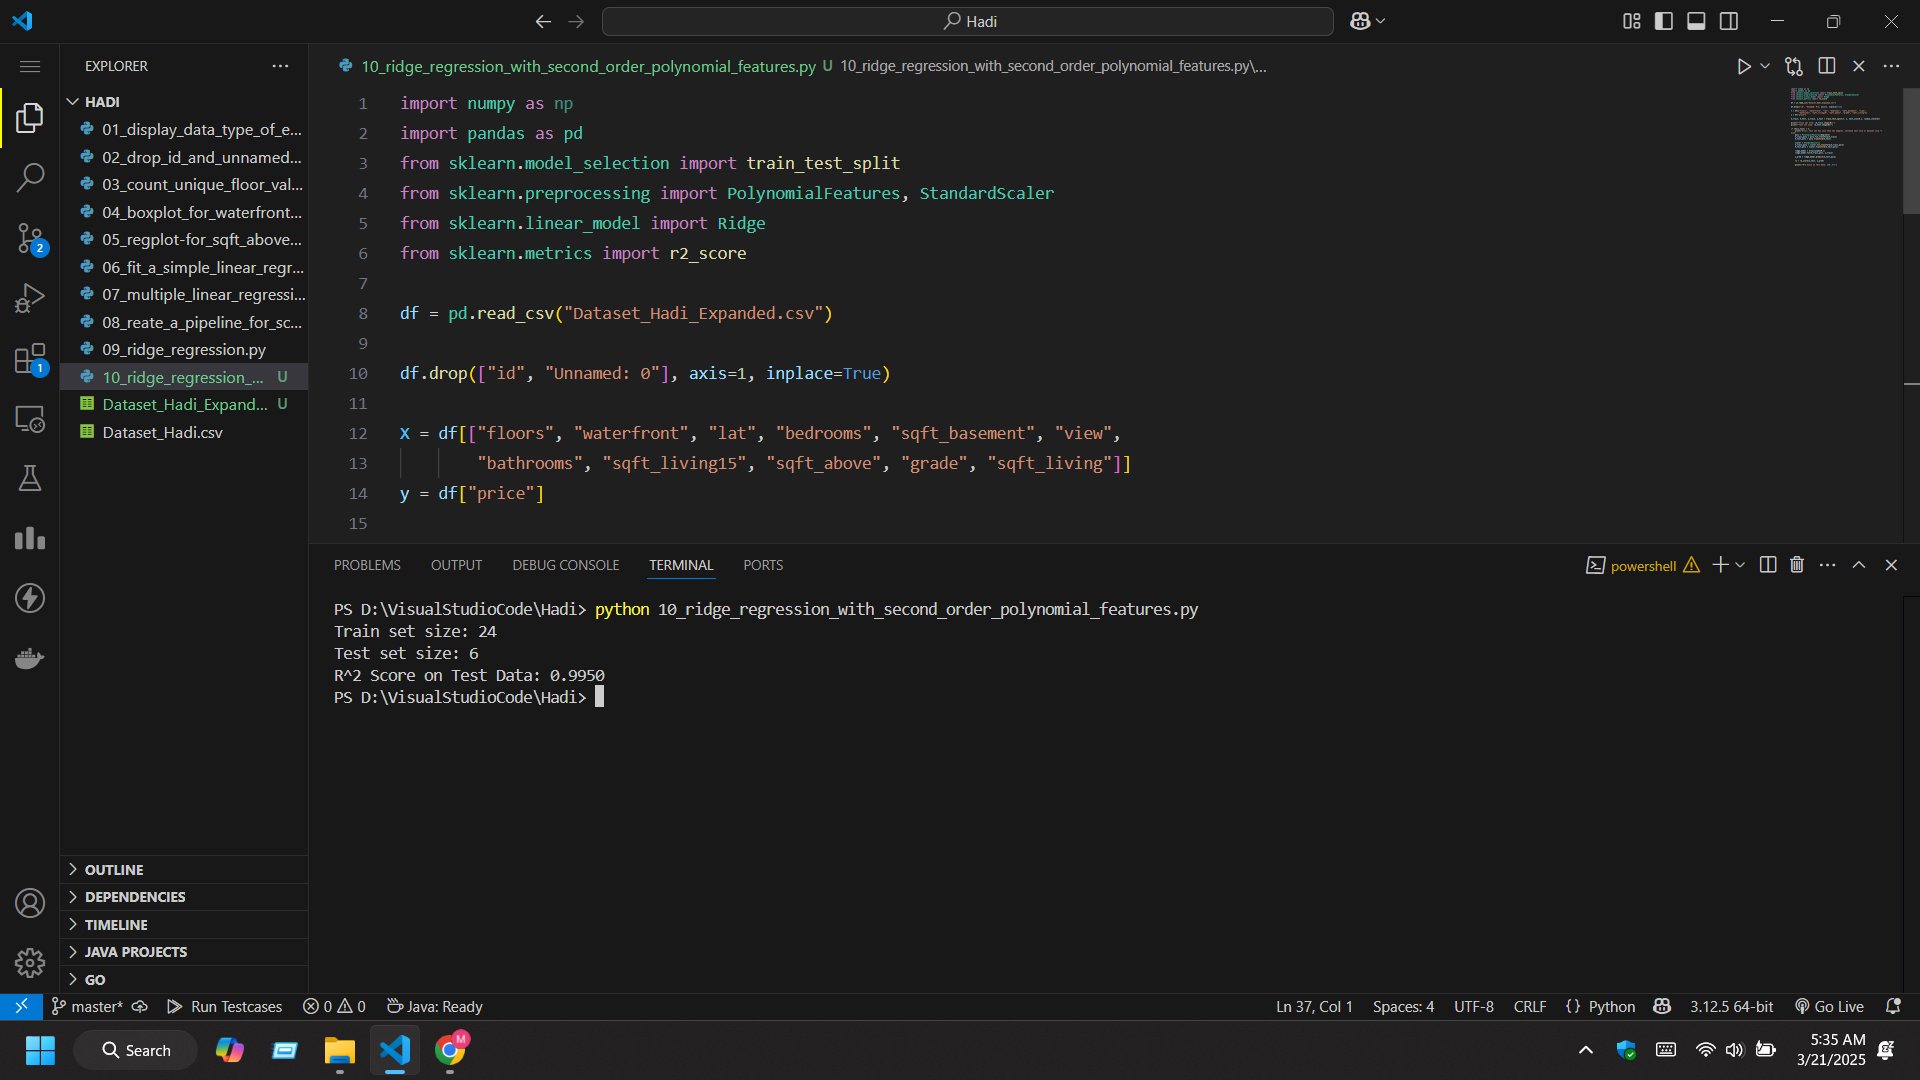 Hadi
EXPLORER
HADI
01_display_data_type_of_e...
02_drop_id_and_unnamed...
03_count_unique_floor_val...
04_boxplot_for_waterfront...
05_regplot-for_sqft_above...
06_fit_a_simple_linear_regr...
07_multiple_linear_regressi...
08_reate_a_pipeline_for_sc...
09_ridge_regression.py
10_ridge_regression_... U
Dataset_Hadi_Expand... U
Dataset_Hadi.csv
2
1
OUTLINE
DEPENDENCIES
TIMELINE
JAVA PROJECTS
GO
10_ridge_regression_with_second_order_polynomial_features.py U 10_ridge_regression_with_second_order_polynomial_features.py\...
1 import numpy as np
2 import pandas as pd
3 from sklearn.model_selection import train_test_split
4 from sklearn.preprocessing import PolynomialFeatures, StandardScaler
5 from sklearn.linear_model import Ridge
6 from sklearn.metrics import r2_score
7
8 df = pd.read_csv("Dataset_Hadi_Expanded.csv")
9
10 df.drop(["id", "Unnamed: 0"], axis=1, inplace=True)
11
12 X = df[["floors", "waterfront", "lat", "bedrooms", "sqft_basement", "view",
13 "bathrooms", "sqft_living15", "sqft_above", "grade", "sqft_living"]]
14 y = df["price"]
15
PROBLEMS OUTPUT DEBUG CONSOLE TERMINAL PORTS
powershell
PS D:\VisualStudioCode\Hadi> python 10_ridge_regression_with_second_order_polynomial_features.py
Train set size: 24
Test set size: 6
R^2 Score on Test Data: 0.9950
PS D:\VisualStudioCode\Hadi>
master* Run Testcases 0 0 Java: Ready
Ln 37, Col 1 Spaces: 4 UTF-8 CRLF {} Python 3.12.5 64-bit Go Live
Search
M
5:35 AM
3/21/2025